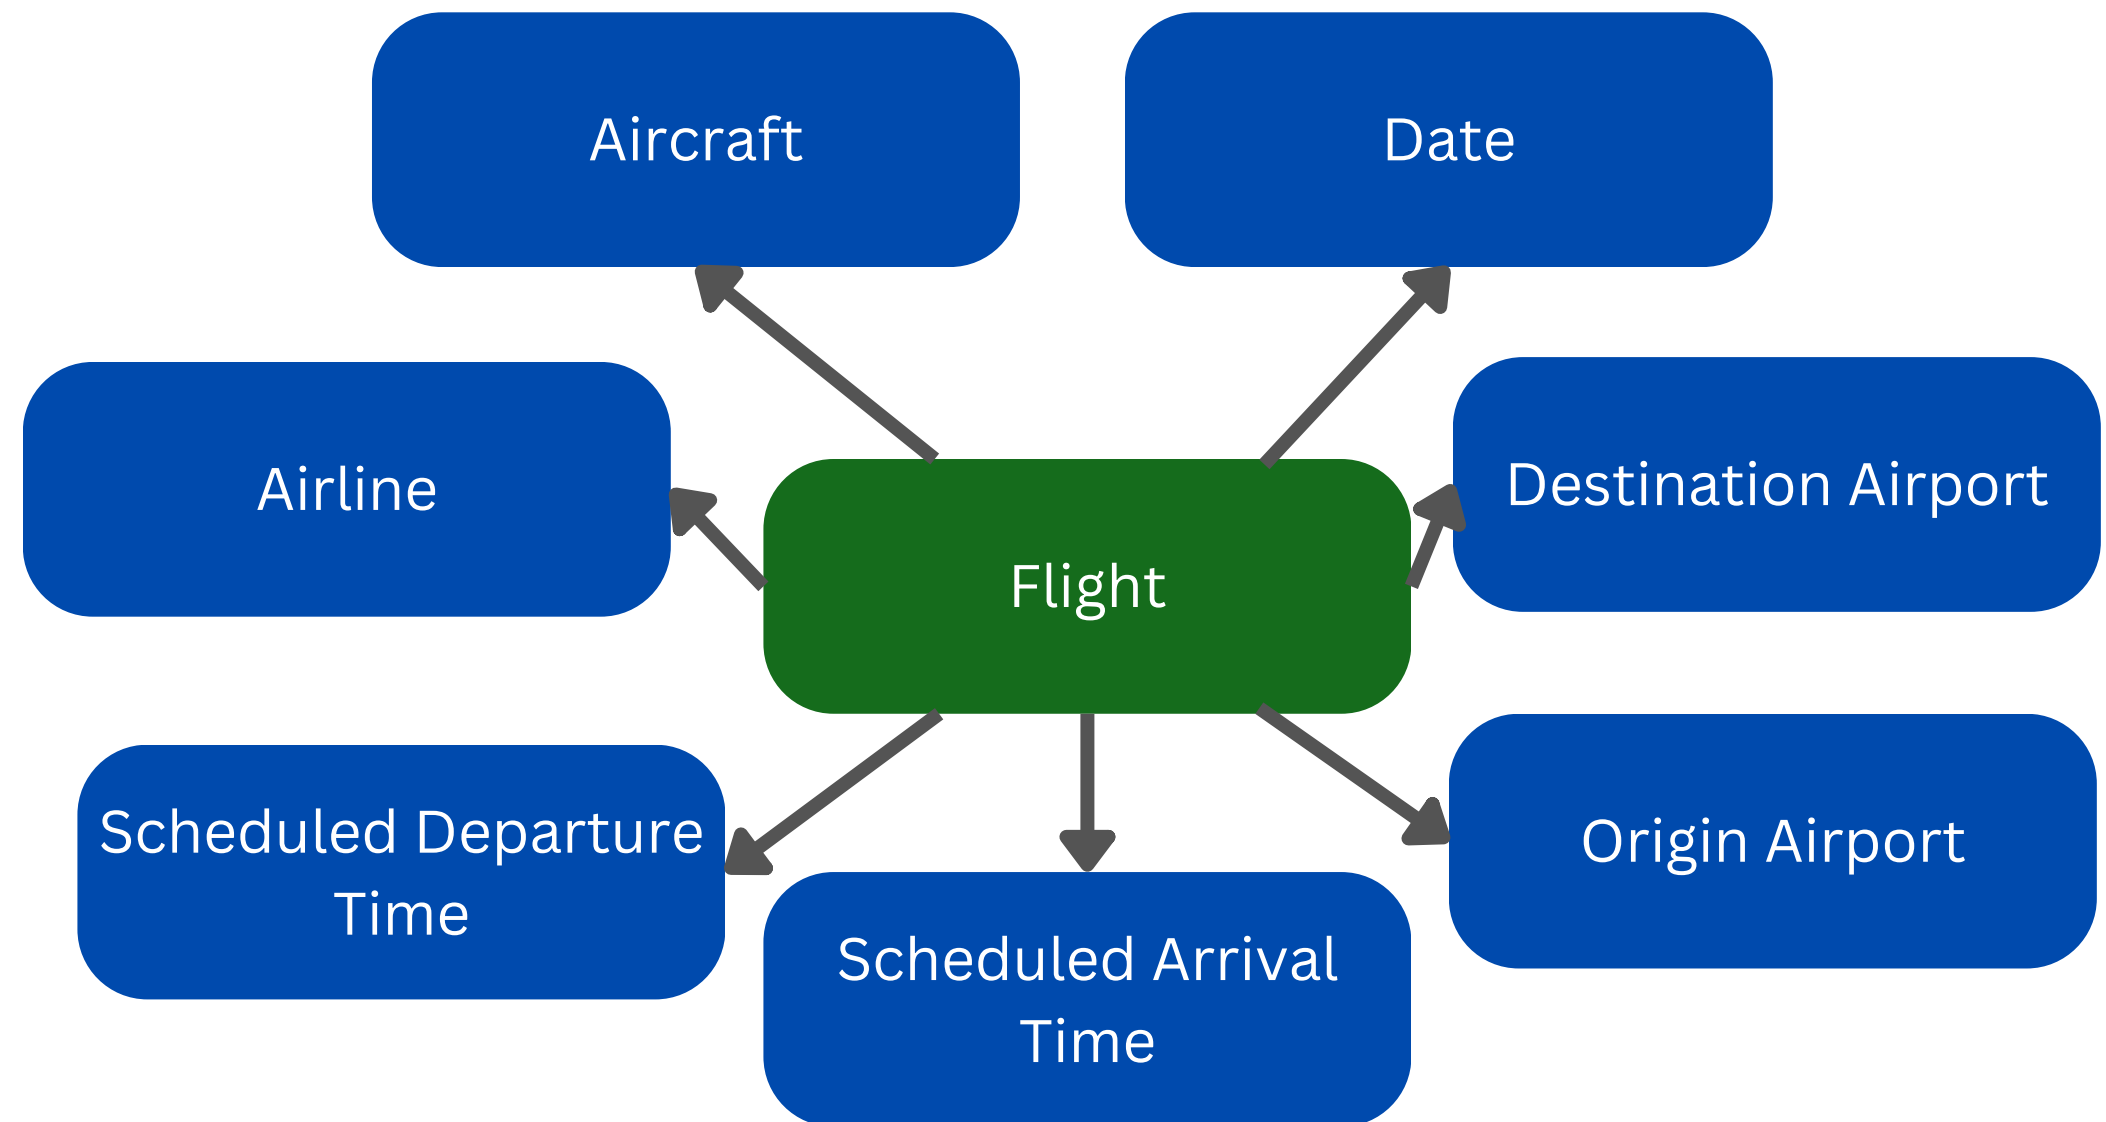 Aircraft
Date
Airline
Destination Airport
Flight
Scheduled Departure
Time
Scheduled Arrival
Time
Origin Airport